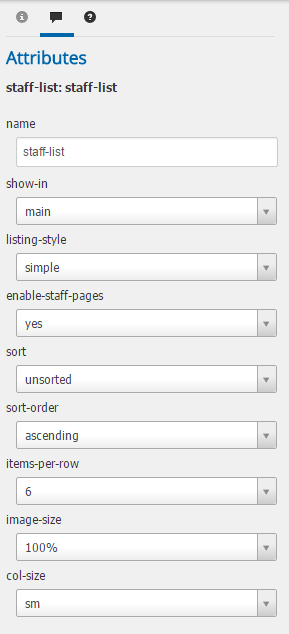 Attributes
staff-list: staff-list
name
staff-list
show-in
main
listing-style
simple
enable-staff-pages
yes
sort
unsorted
sort-order
ascending
items-per-row
6
image-size
100%
col-size
sm